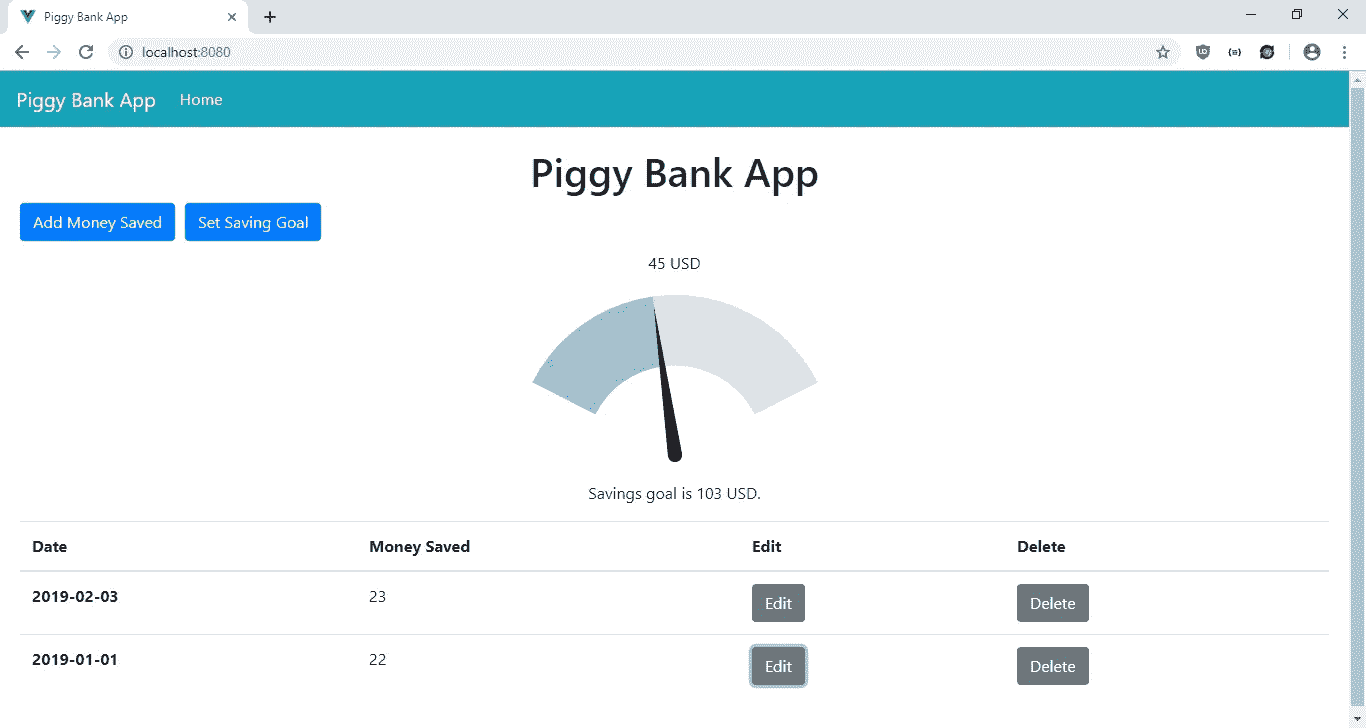 Piggy Bank App
localhost:8080
Piggy Bank App Home
Piggy Bank App
Add Money Saved Set Saving Goal
45 USD
Savings goal is 103 USD.
Date Money Saved Edit Delete
2019-02-03 23 Edit Delete
2019-01-01 22 Edit Delete